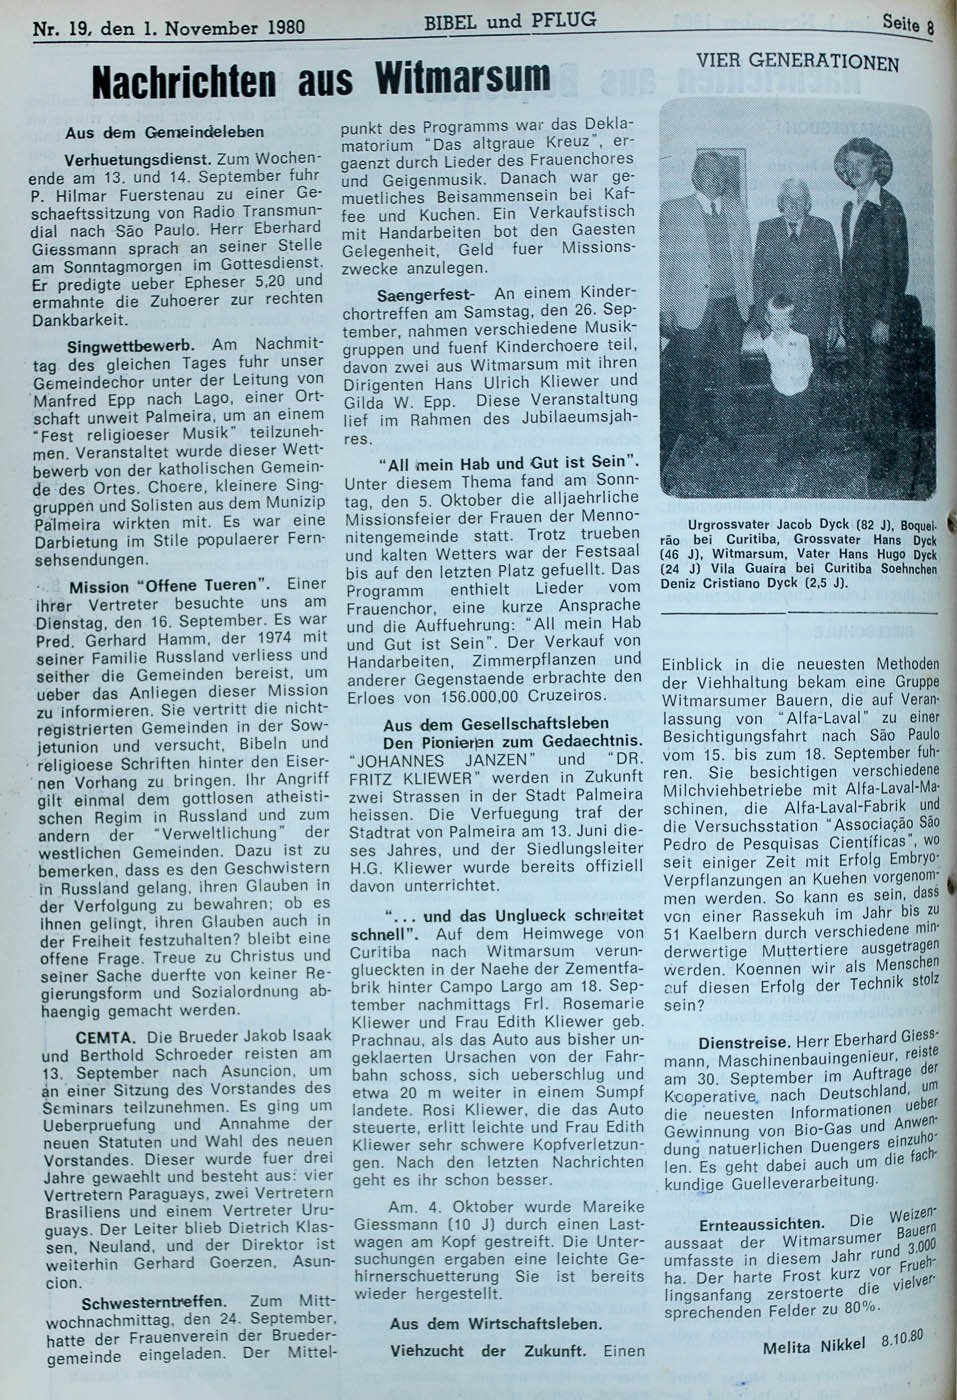 Nr. 19, den 1. November 1980
BIBEL und PFLUG
Seite 8
Nachrichten aus Witmarsum
Aus dem Gemeindeleben
Verhuetungsdienst. Zum Wochen-
ende am 13. und 14. September fuhr
P. Hilmar Fuerstenau zu einer Ge-
schaeftssitzung von Radio Transmun-
dial nach São Paulo. Herr Eberhard
Giessmann sprach an seiner Stelle
am Sonntagmorgen im Gottesdienst.
Er predigte ueber Epheser 5,20 und
ermahnte die Zuhoerer zur rechten
Dankbarkeit.
Singwettbewerb. Am Nachmit-
tag des gleichen Tages fuhr unser
Gemeindechor unter der Leitung von
Manfred Epp nach Lago, einer Ort-
schaft unweit Palmeira, um an einem
"Fest religioeser Musik" teilzuneh-
men. Veranstaltet wurde dieser Wett-
bewerb von der katholischen Gemein-
de des Ortes. Choere, kleinere Sing-
gruppen und Solisten aus dem Munizip
Palmeira wirkten mit. Es war eine
Darbietung im Stile populaerer Fern-
sehsendungen.
Mission "Offene Tueren". Einer
ihrer Vertreter besuchte uns am
Dienstag, den 16. September. Es war
Pred. Gerhard Hamm, der 1974 mit
seiner Familie Russland verliess und
seither die Gemeinden bereist, um
ueber das Anliegen dieser Mission
zu informieren. Sie vertritt die nicht-
registrierten Gemeinden in der Sow-
jetunion und versucht, Bibeln und
religioese Schriften hinter den Eiser-
nen Vorhang zu bringen. Ihr Angriff
gilt einmal dem gottlosen atheisti-
schen Regim in Russland und zum
andern der "Verweltlichung" der
westlichen Gemeinden. Dazu ist zu
bemerken, dass es den Geschwistern
in Russland gelang, ihren Glauben in
der Verfolgung zu bewahren; ob es
ihnen gelingt, ihren Glauben auch in
der Freiheit festzuhalten? bleibt eine
offene Frage. Treue zu Christus und
seiner Sache duerfte von keiner Re-
gierungsform und Sozialordnung ab-
haengig gemacht werden.
CEMTA. Die Brueder Jakob Isaak
und Berthold Schroeder reisten am
13. September nach Asuncion, um
an einer Sitzung des Vorstandes des
Seminars teilzunehmen. Es ging um
Ueberpruefung und Annahme der
neuen Statuten und Wahl des neuen
Vorstandes. Dieser wurde fuer drei
Jahre gewaehlt und besteht aus: vier
Vertretern Paraguays, zwei Vertretern
Brasiliens und einem Vertreter Uru-
guays. Der Leiter blieb Dietrich Klas-
sen, Neuland, und der Direktor ist
weiterhin Gerhard Goerzen, Asun-
cion.
Schwesterntreffen. Zum Mitt-
wochnachmittag, den 24. September,
hatte der Frauenverein der Brueder-
gemeinde eingeladen. Der Mittel-
punkt des Programms war das Dekla-
matorium "Das altgraue Kreuz", er-
gaenzt durch Lieder des Frauenchores
und Geigenmusik. Danach war ge-
muetliches Beisammensein bei Kaf-
fee und Kuchen. Ein Verkaufstisch
mit Handarbeiten bot den Gaesten
Gelegenheit, Geld fuer Missions-
zwecke anzulegen.
Saengerfest- An einem Kinder-
chortreffen am Samstag, den 26. Sep-
tember, nahmen verschiedene Musik-
gruppen und fuenf Kinderchoere teil,
davon zwei aus Witmarsum mit ihren
Dirigenten Hans Ulrich Kliewer und
Gilda W. Epp. Diese Veranstaltung
lief im Rahmen des Jubilaeumsjah-
res.
"All mein Hab und Gut ist Sein".
Unter diesem Thema fand am Sonn-
tag, den 5. Oktober die alljaehrliche
Missionsfeier der Frauen der Menno-
nitengemeinde statt. Trotz trueben
und kalten Wetters war der Festsaal
bis auf den letzten Platz gefuellt. Das
Programm enthielt Lieder vom
Frauenchor, eine kurze Ansprache
und die Auffuehrung: "All mein Hab
und Gut ist Sein". Der Verkauf von
Handarbeiten, Zimmerpflanzen und
anderer Gegenstaende erbrachte den
Erloes von 156.000,00 Cruzeiros.
Aus dem Gesellschaftsleben
Den Pionieren zum Gedaechtnis.
"JOHANNES JANZEN" und "DR.
FRITZ KLIEWER" werden in Zukunft
zwei Strassen in der Stadt Palmeira
heissen. Die Verfuegung traf der
Stadtrat von Palmeira am 13. Juni die-
ses Jahres, und der Siedlungsleiter
H.G. Kliewer wurde bereits offiziell
davon unterrichtet.
"... und das Unglueck schreitet
schnell". Auf dem Heimwege von
Curitiba nach Witmarsum verun-
glueckten in der Naehe der Zementfa-
brik hinter Campo Largo am 18. Sep-
tember nachmittags Frl. Rosemarie
Kliewer und Frau Edith Kliewer geb.
Prachnau, als das Auto aus bisher un-
geklaerten Ursachen von der Fahr-
bahn schoss, sich ueberschlug und
etwa 20 m weiter in einem Sumpf
landete. Rosi Kliewer, die das Auto
steuerte, erlitt leichte und Frau Edith
Kliewer sehr schwere Kopfverletzun-
gen. Nach den letzten Nachrichten
geht es ihr schon besser.
Am. 4. Oktober wurde Mareike
Giessmann (10 J) durch einen Last-
wagen am Kopf gestreift. Die Unter-
suchungen ergaben eine leichte Ge-
hirnerschuetterung Sie ist bereits
wieder hergestellt.
Aus dem Wirtschaftsleben.
Viehzucht der Zukunft. Einen
VIER GENERATIONEN
Urgrossvater Jacob Dyck (82 J), Boquei-
rão bei Curitiba, Grossvater Hans Dyck
(46 J), Witmarsum, Vater Hans Hugo Dyck
(24 J) Vila Guaira bei Curitiba Soehnchen
Deniz Cristiano Dyck (2,5 J).
Einblick in die neuesten Methoden
der Viehhaltung bekam eine Gruppe
Witmarsumer Bauern, die auf Veran-
lassung von "Alfa-Laval" zu einer
Besichtigungsfahrt nach São Paulo
vom 15. bis zum 18. September fuh-
ren. Sie besichtigen verschiedene
Milchviehbetriebe mit Alfa-Laval-Ma-
schinen, die Alfa-Laval-Fabrik und
die Versuchsstation "Associação São
Pedro de Pesquisas Científicas", wo
seit einiger Zeit mit Erfolg Embryo-
Verpflanzungen an Kuehen vorgenom-
men werden. So kann es sein, dass
von einer Rassekuh im Jahr bis zu
51 Kaelbern durch verschiedene min-
derwertige Muttertiere ausgetragen
werden. Koennen wir als Menschen
auf diesen Erfolg der Technik stolz
sein?
Dienstreise. Herr Eberhard Giess-
mann, Maschinenbauingenieur, reiste
am 30. September im Auftrage der
Kooperative nach Deutschland, um
die neuesten Informationen ueber
Gewinnung von Bio-Gas und Anwen-
dung natuerlichen Duengers einzuho-
len. Es geht dabei auch um die fach-
kundige Guelleverarbeitung.
Ernteaussichten. Die Weizen-
aussaat der Witmarsumer Bauern
umfasste in diesem Jahr rund 3.000
ha. Der harte Frost kurz vor Frueh-
lingsanfang zerstoerte die vielver-
sprechenden Felder zu 80%.
Melita Nikkel 8.10.80